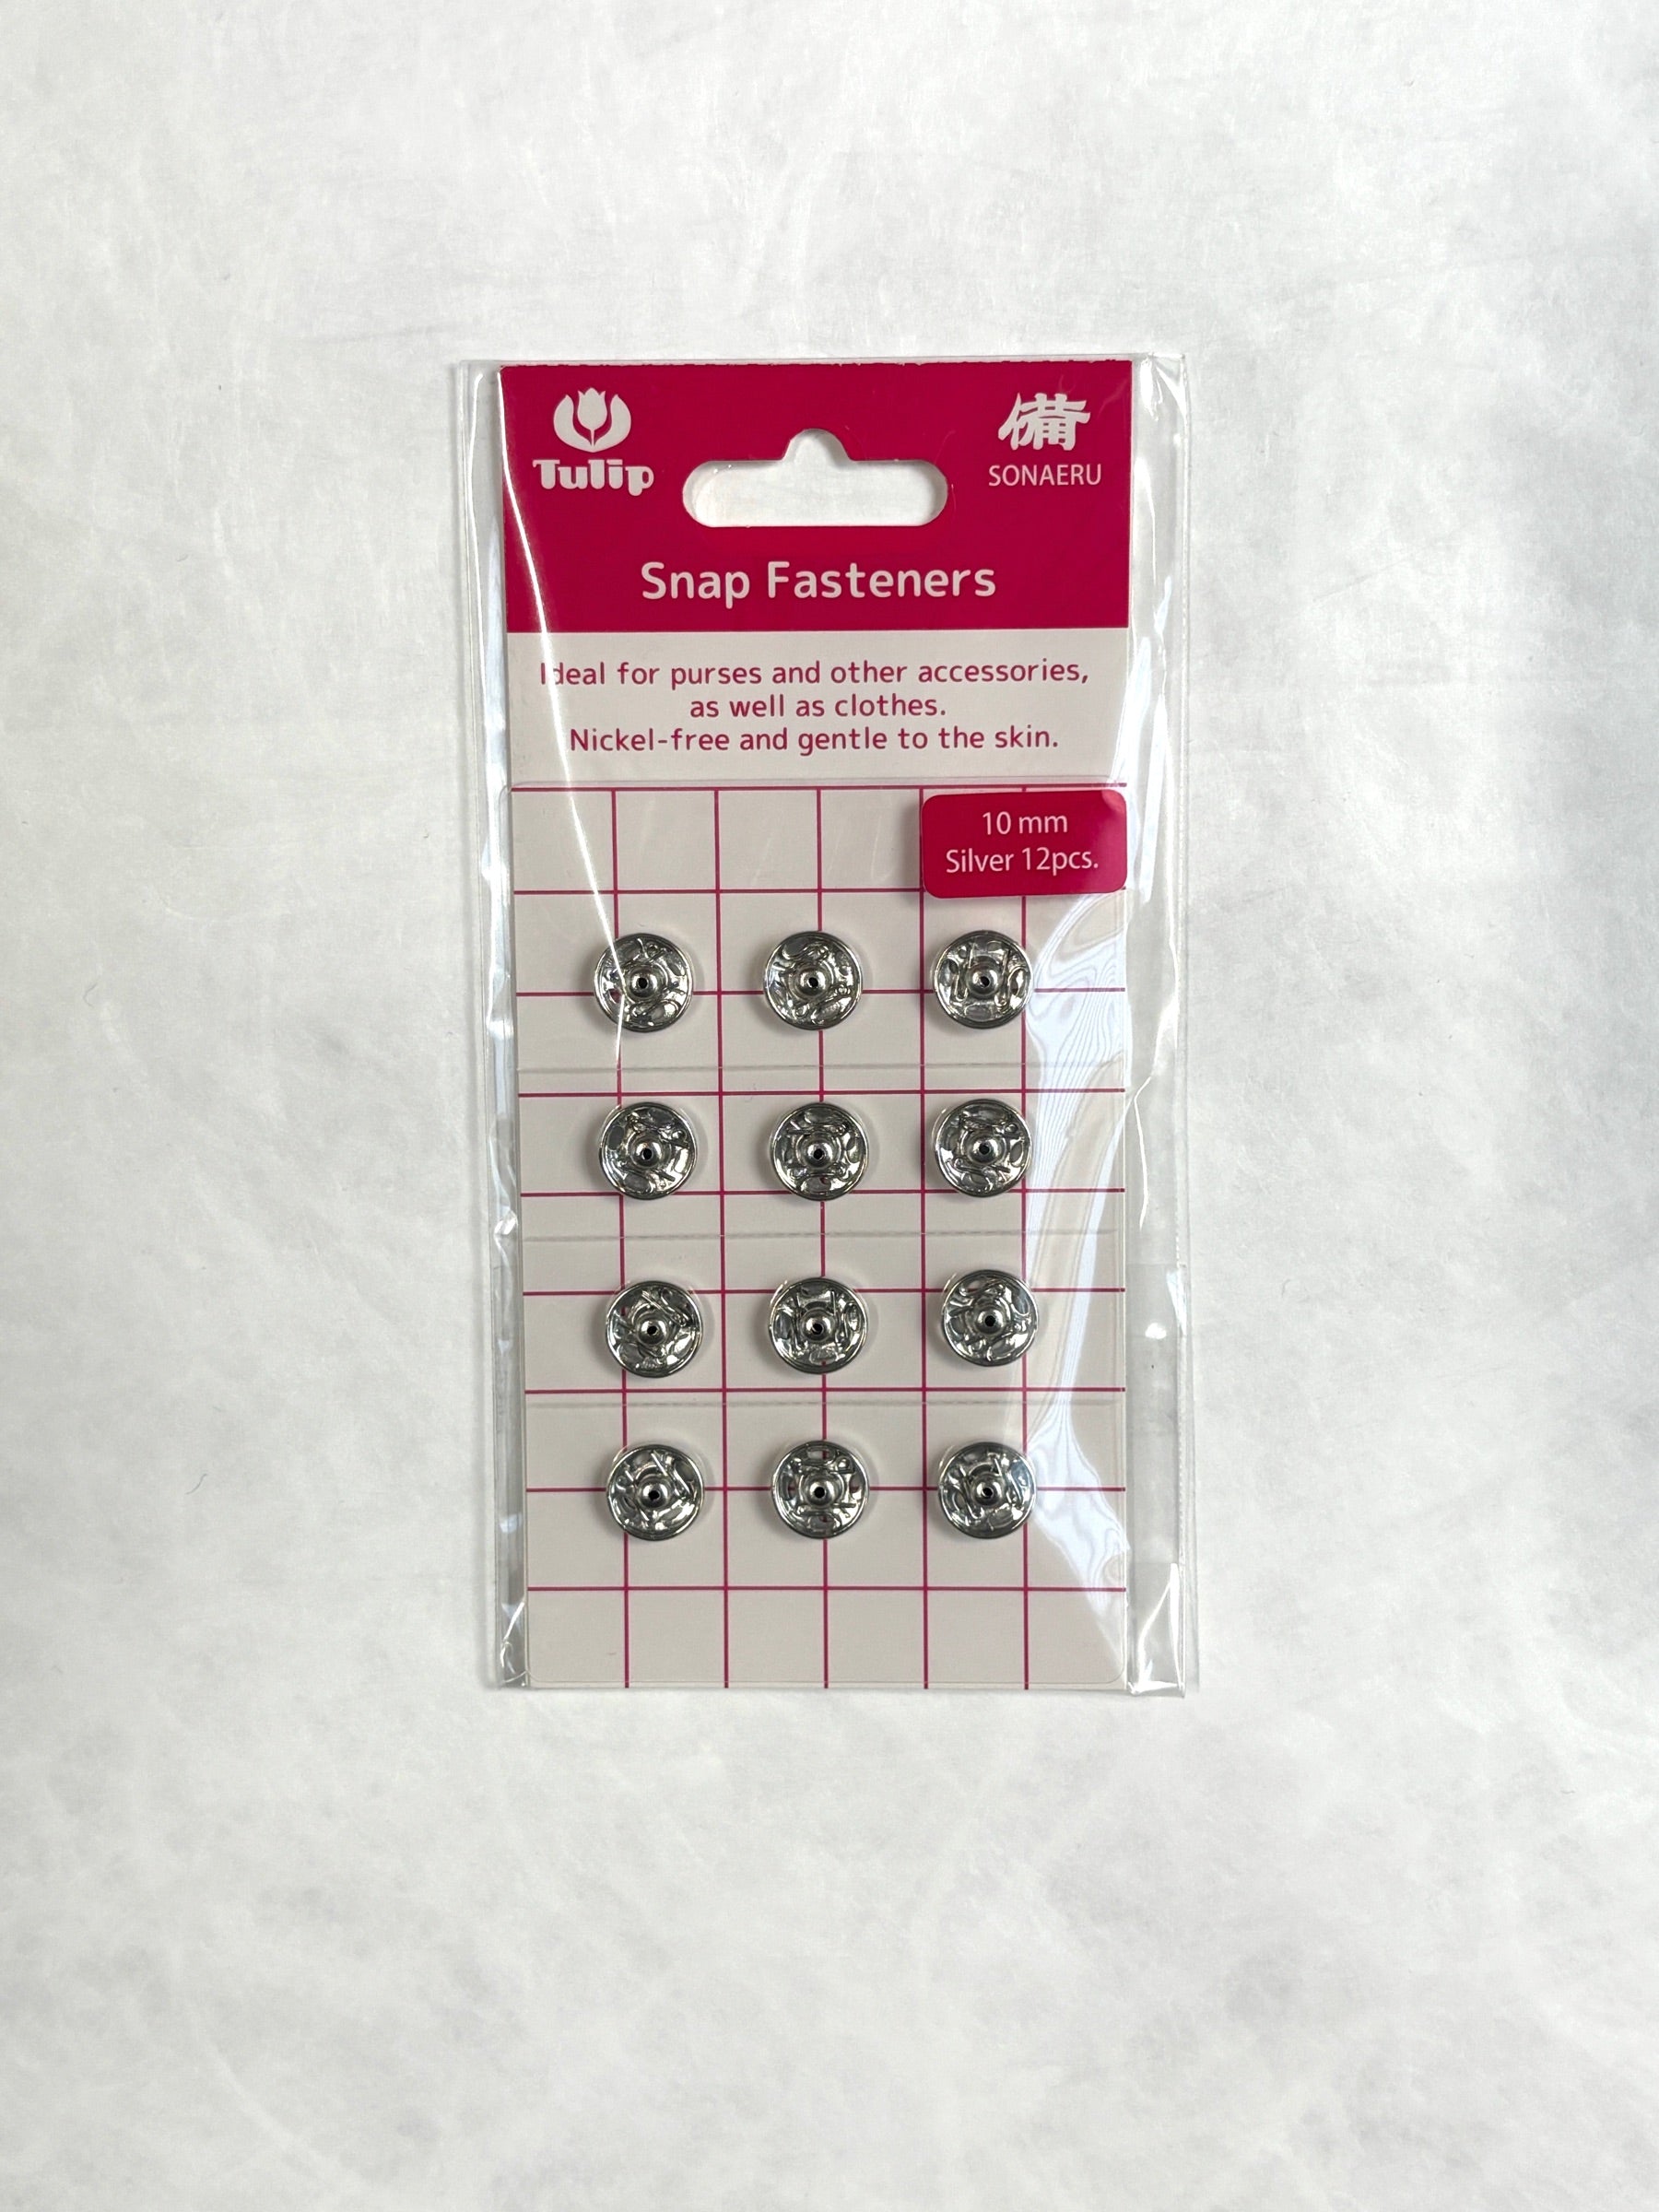 Tulip
備
SONAERU
Snap Fasteners
Ideal for purses and other accessories,
as well as clothes.
Nickel-free and gentle to the skin.
10 mm
Silver 12pcs.